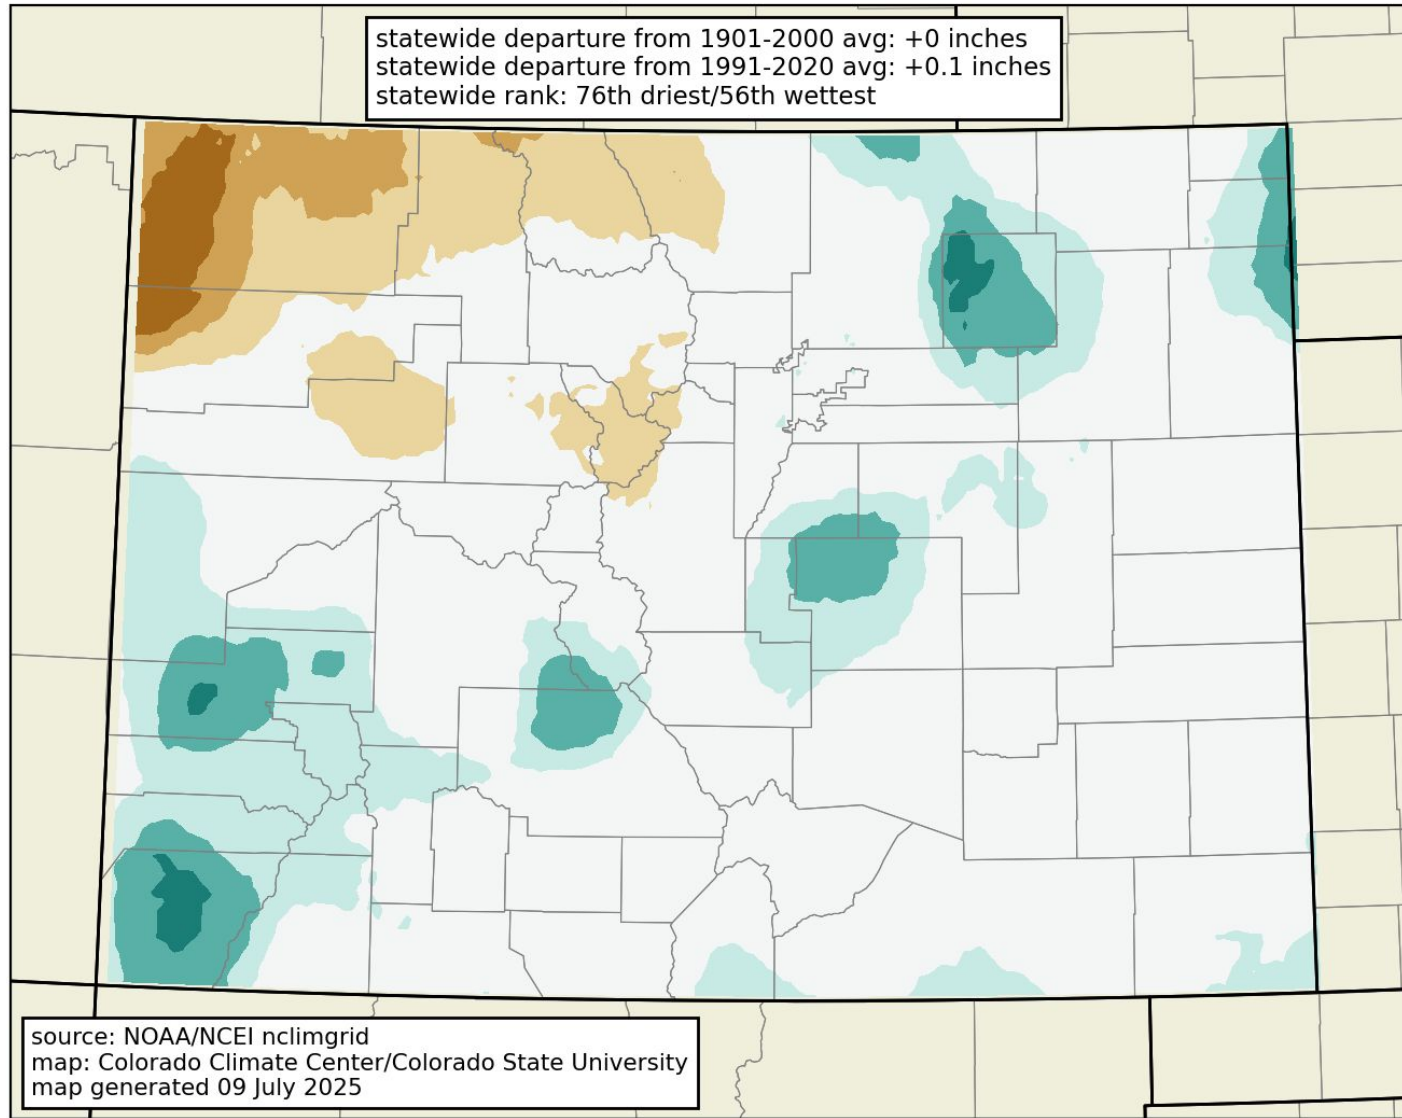 statewide departure from 1901-2000 avg: +0 inches
statewide departure from 1991-2020 avg: +0.1 inches
statewide rank: 76th driest/56th wettest
source: NOAA/NCEI nclimgrid
map: Colorado Climate Center/Colorado State University
map generated 09 July 2025